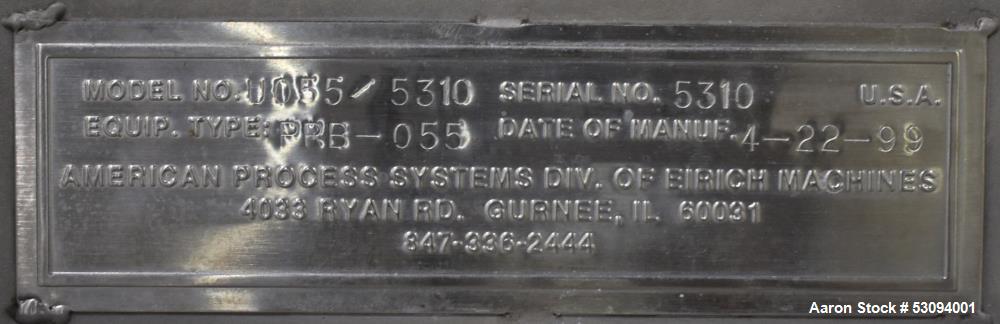 MODEL NO. U055/5310 SERIAL NO. 5310 U.S.A.
EQUIP. TYPE: PRB-055 DATE OF MANUF. 4-22-99
AMERICAN PROCESS SYSTEMS DIV. OF EIRICH MACHINES
4033 RYAN RD. GURNEE, IL 60031
847-336-2444
Aaron Stock # 53094001